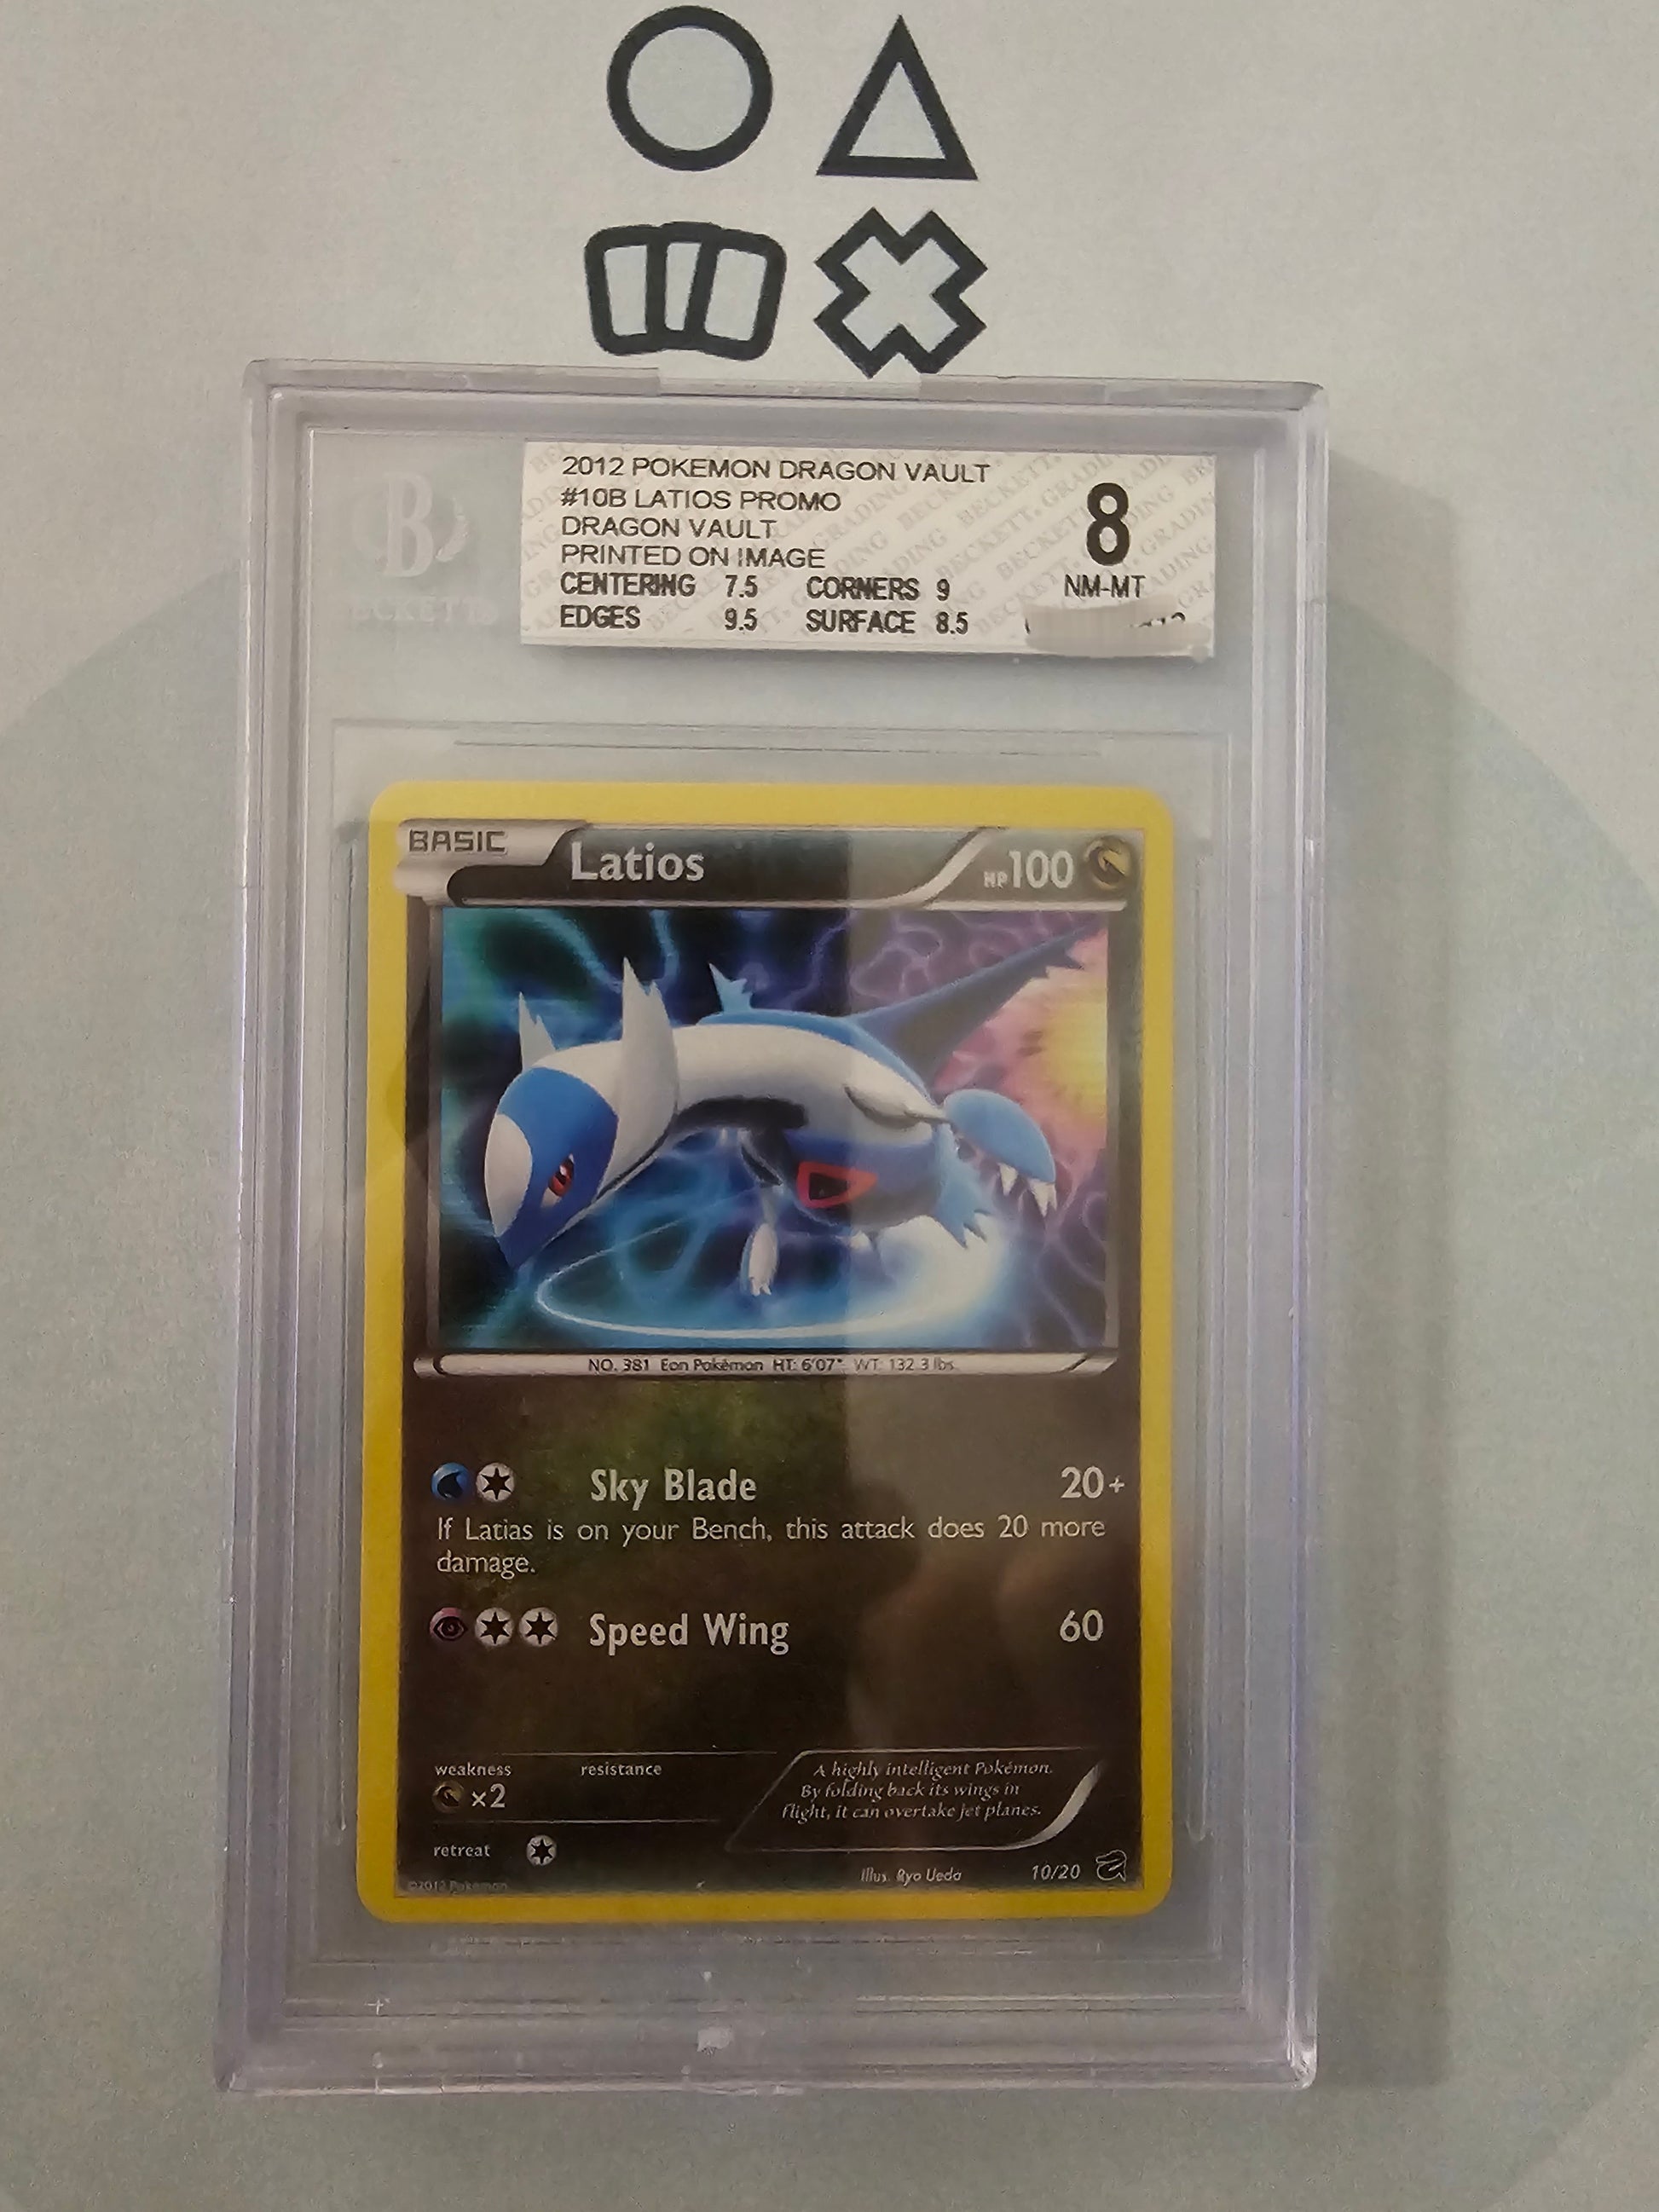 2012 POKEMON DRAGON VAULT
#10B LATIOS PROMO
DRAGON VAULT
PRINTED ON IMAGE
CENTERING 7.5 CORNERS 9
EDGES 9.5 SURFACE 8.5
8
NM-MT
BASIC
Latios
HP100
NO. 381 Eon Pokémon HT: 6'07" WT: 132.3 lbs.
Sky Blade 20+
If Latias is on your Bench, this attack does 20 more
damage.
Speed Wing 60
weakness resistance
×2
A highly intelligent Pokémon.
By folding back its wings in
flight, it can overtake jet planes.
retreat
©2012 Pokémon
Illus. Ryo Ueda 10/20